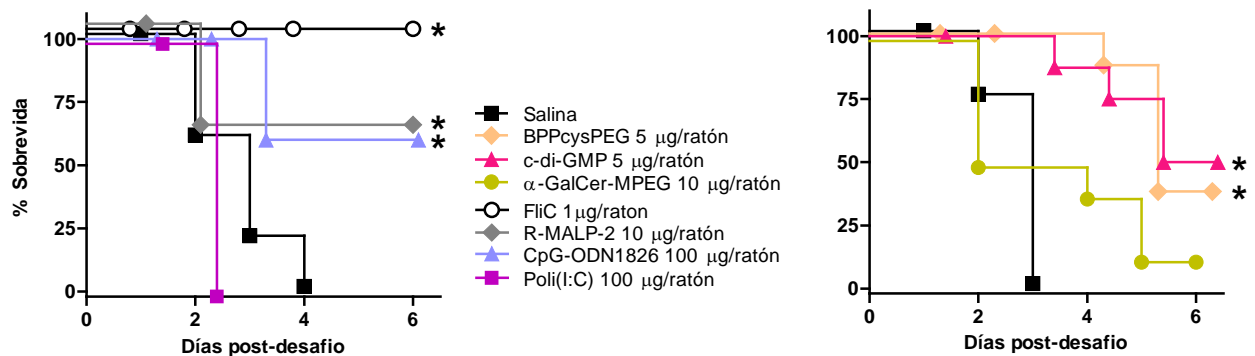 100
75
50
25
0
% Sobrevida
0 2 4 6
Días post-desafio
*
*
*
Salina
BPPcysPEG 5 µg/ratón
c-di-GMP 5 µg/ratón
α-GalCer-MPEG 10 µg/ratón
FliC 1µg/raton
R-MALP-2 10 µg/ratón
CpG-ODN1826 100 µg/ratón
Poli(I:C) 100 µg/ratón
100
75
50
25
0
0 2 4 6
Días post-desafio
*
*